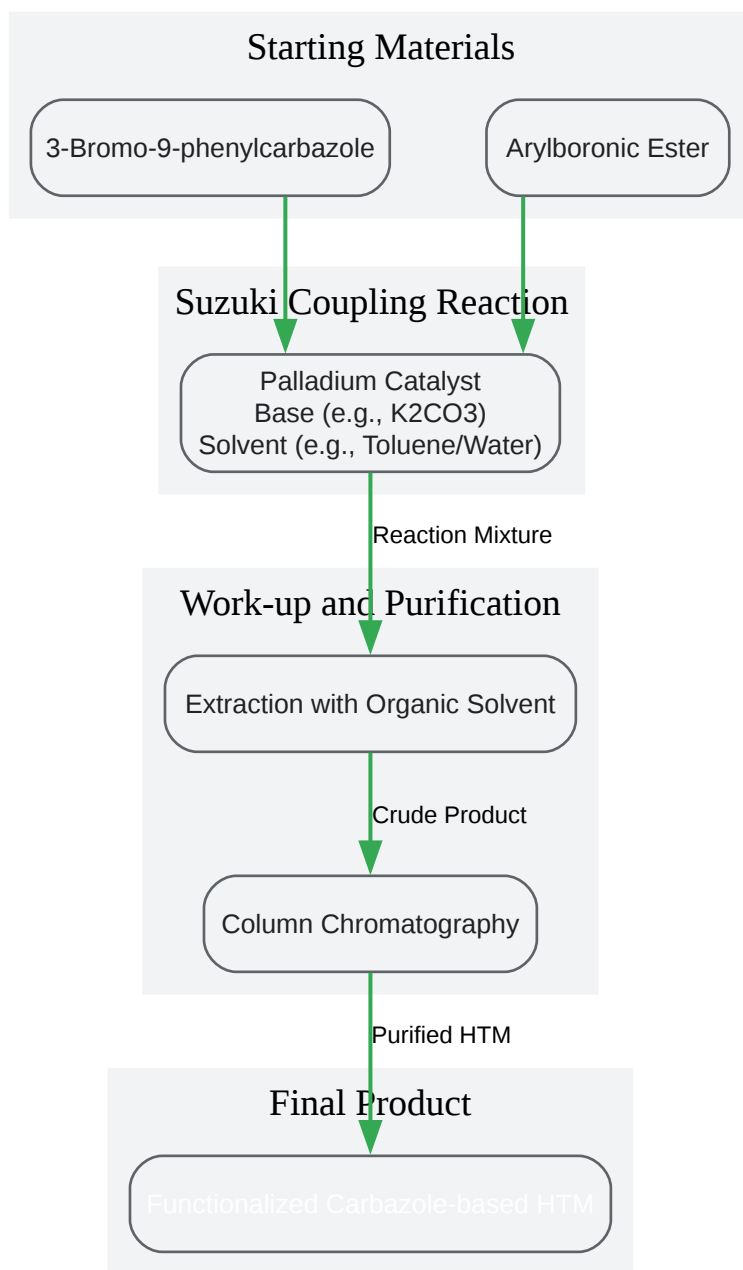 Starting Materials
3-Bromo-9-phenylcarbazole
Arylboronic Ester
Suzuki Coupling Reaction
Palladium Catalyst
Base (e.g., K2CO3)
Solvent (e.g., Toluene/Water)
Reaction Mixture
Work-up and Purification
Extraction with Organic Solvent
Crude Product
Column Chromatography
Purified HTM
Final Product
Functionalized Carbazole-based HTM